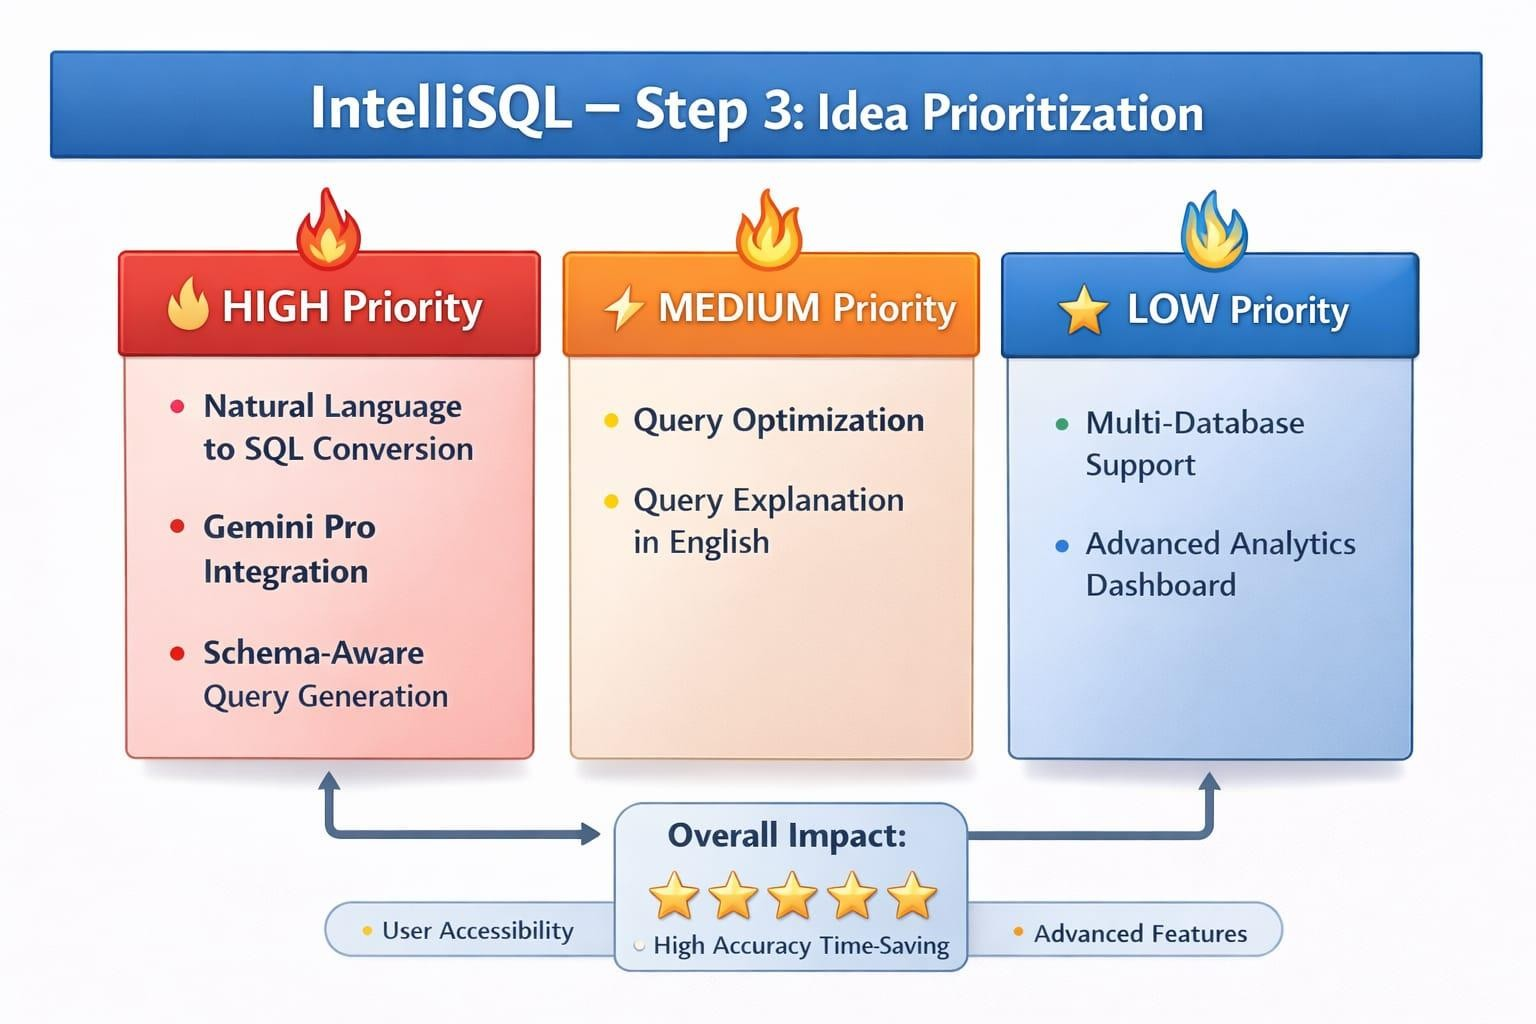 IntelliSQL – Step 3: Idea Prioritization
HIGH Priority
Natural Language
to SQL Conversion
Gemini Pro
Integration
Schema-Aware
Query Generation
MEDIUM Priority
Query Optimization
Query Explanation
in English
LOW Priority
Multi-Database
Support
Advanced Analytics
Dashboard
Overall Impact:
User Accessibility
High Accuracy Time-Saving
Advanced Features